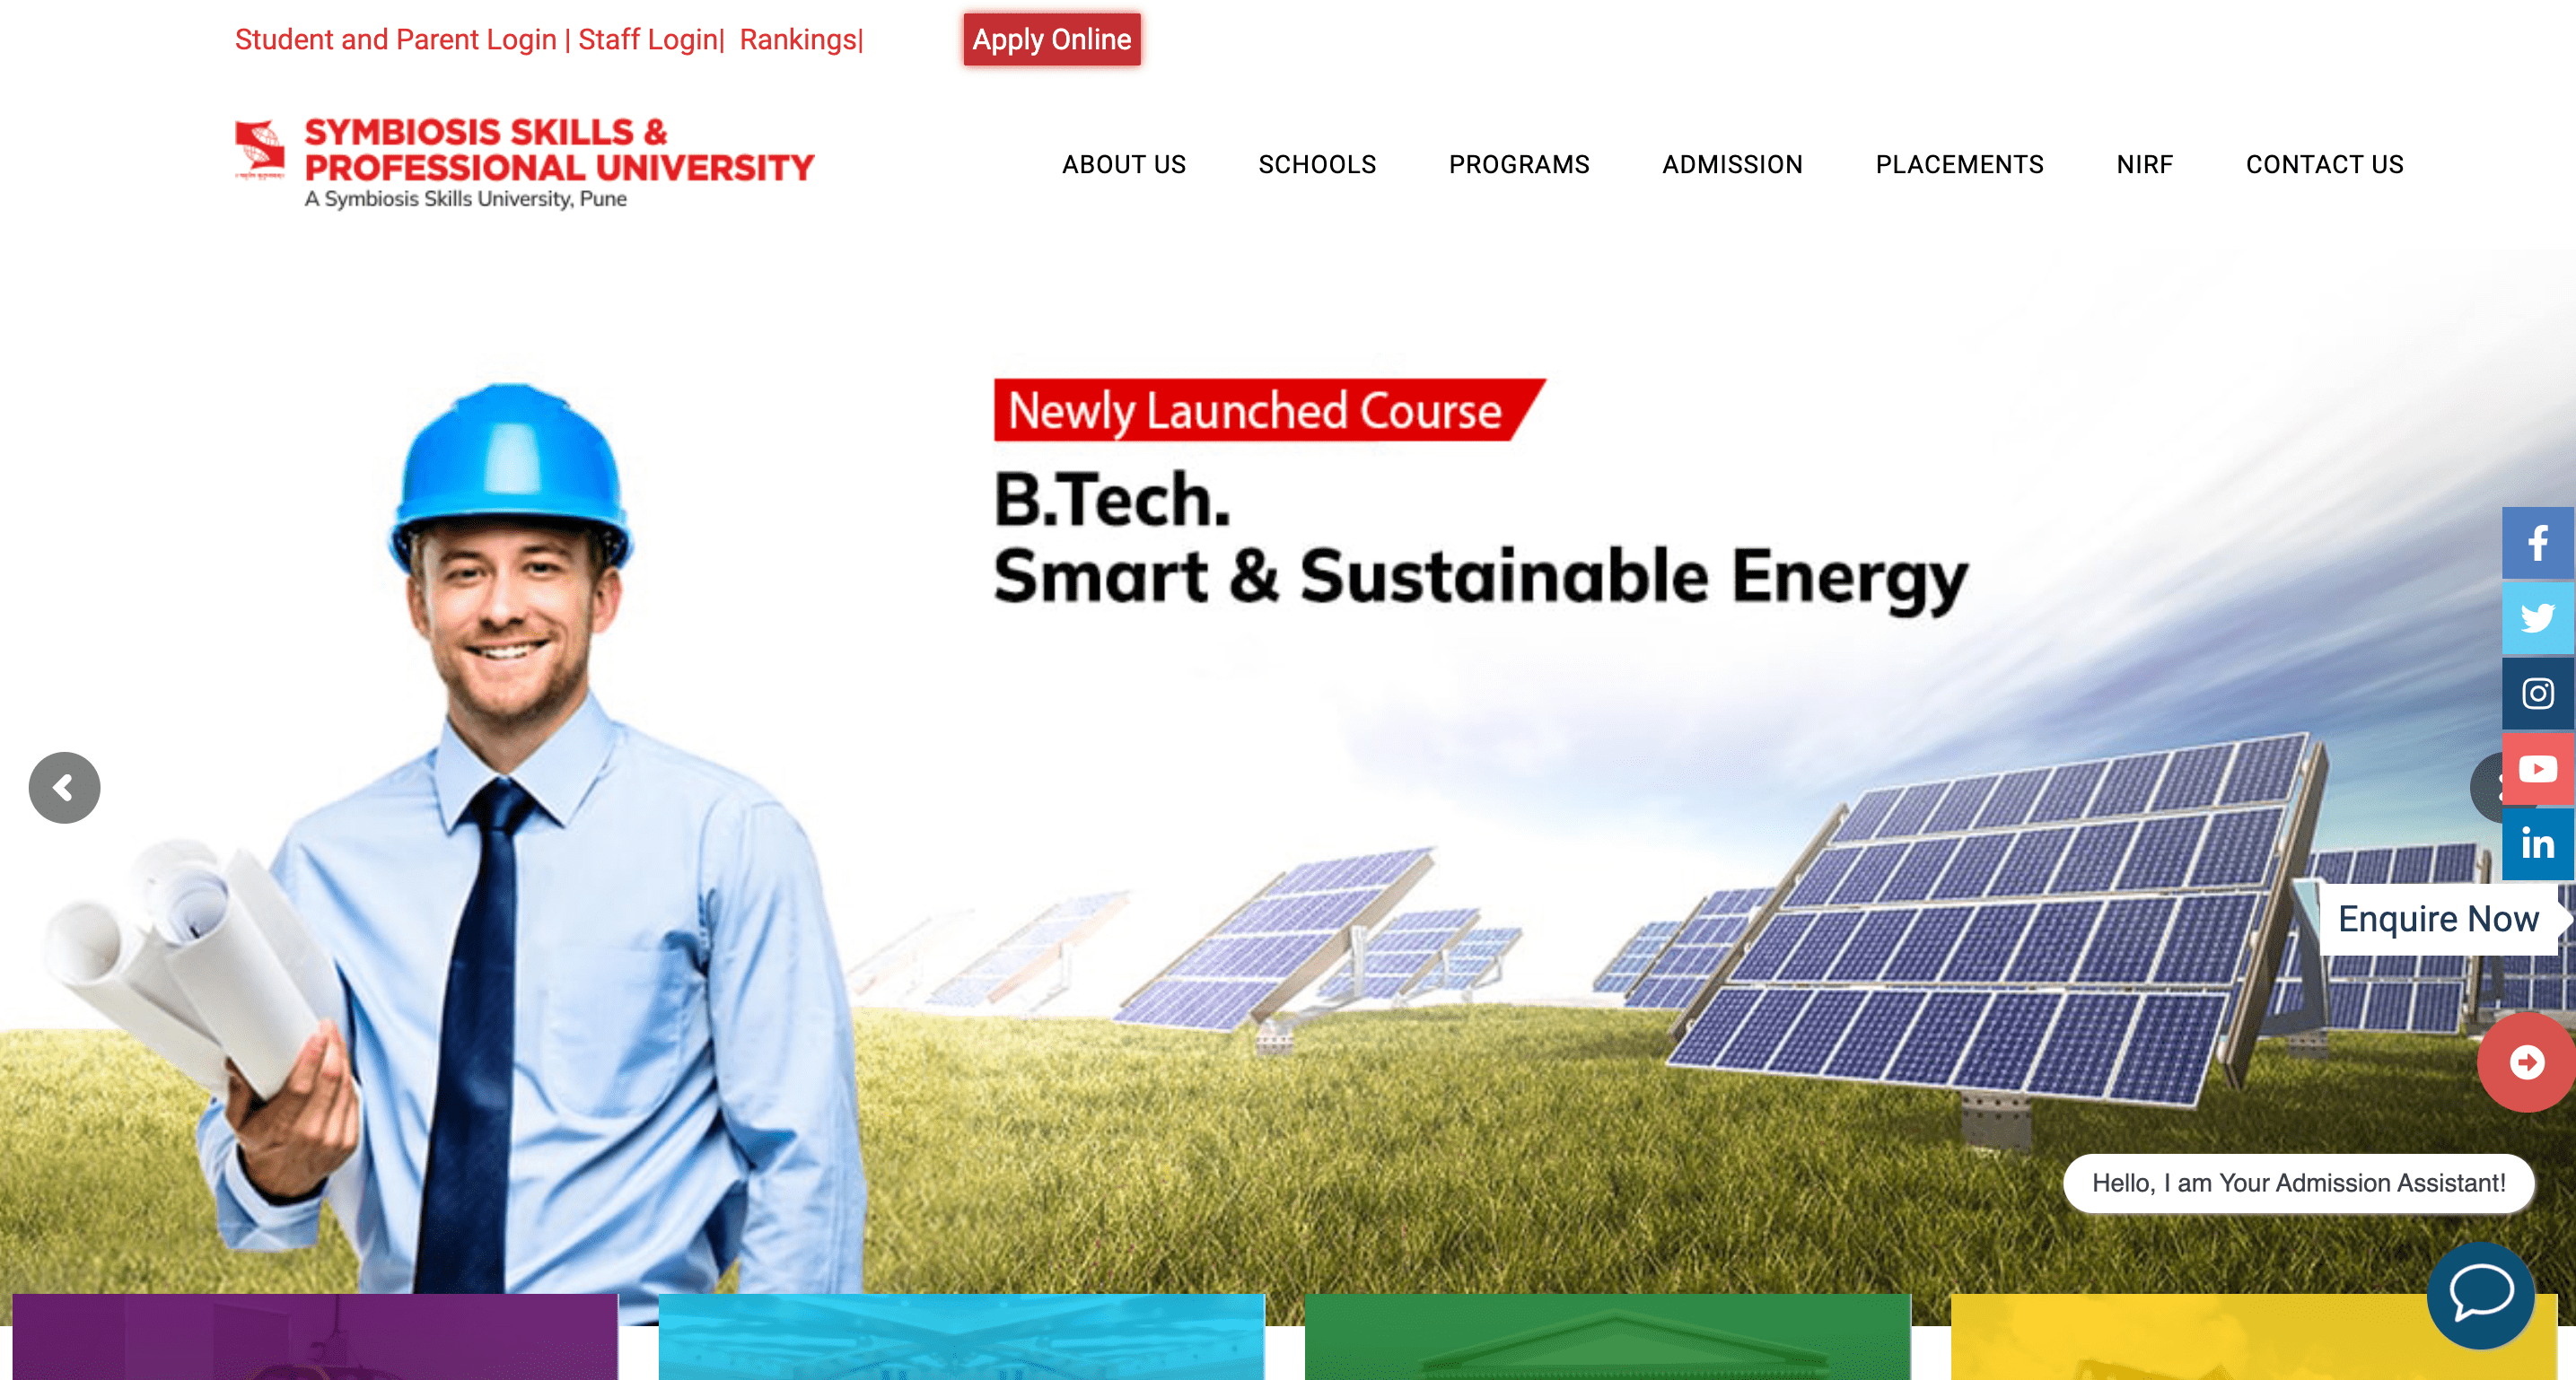 Student and Parent Login | Staff Login| Rankings| Apply Online
SYMBIOSIS SKILLS &
PROFESSIONAL UNIVERSITY
A Symbiosis Skills University, Pune
ABOUT US SCHOOLS PROGRAMS ADMISSION PLACEMENTS NIRF CONTACT US
Newly Launched Course
B.Tech.
Smart & Sustainable Energy
Enquire Now
Hello, I am Your Admission Assistant!